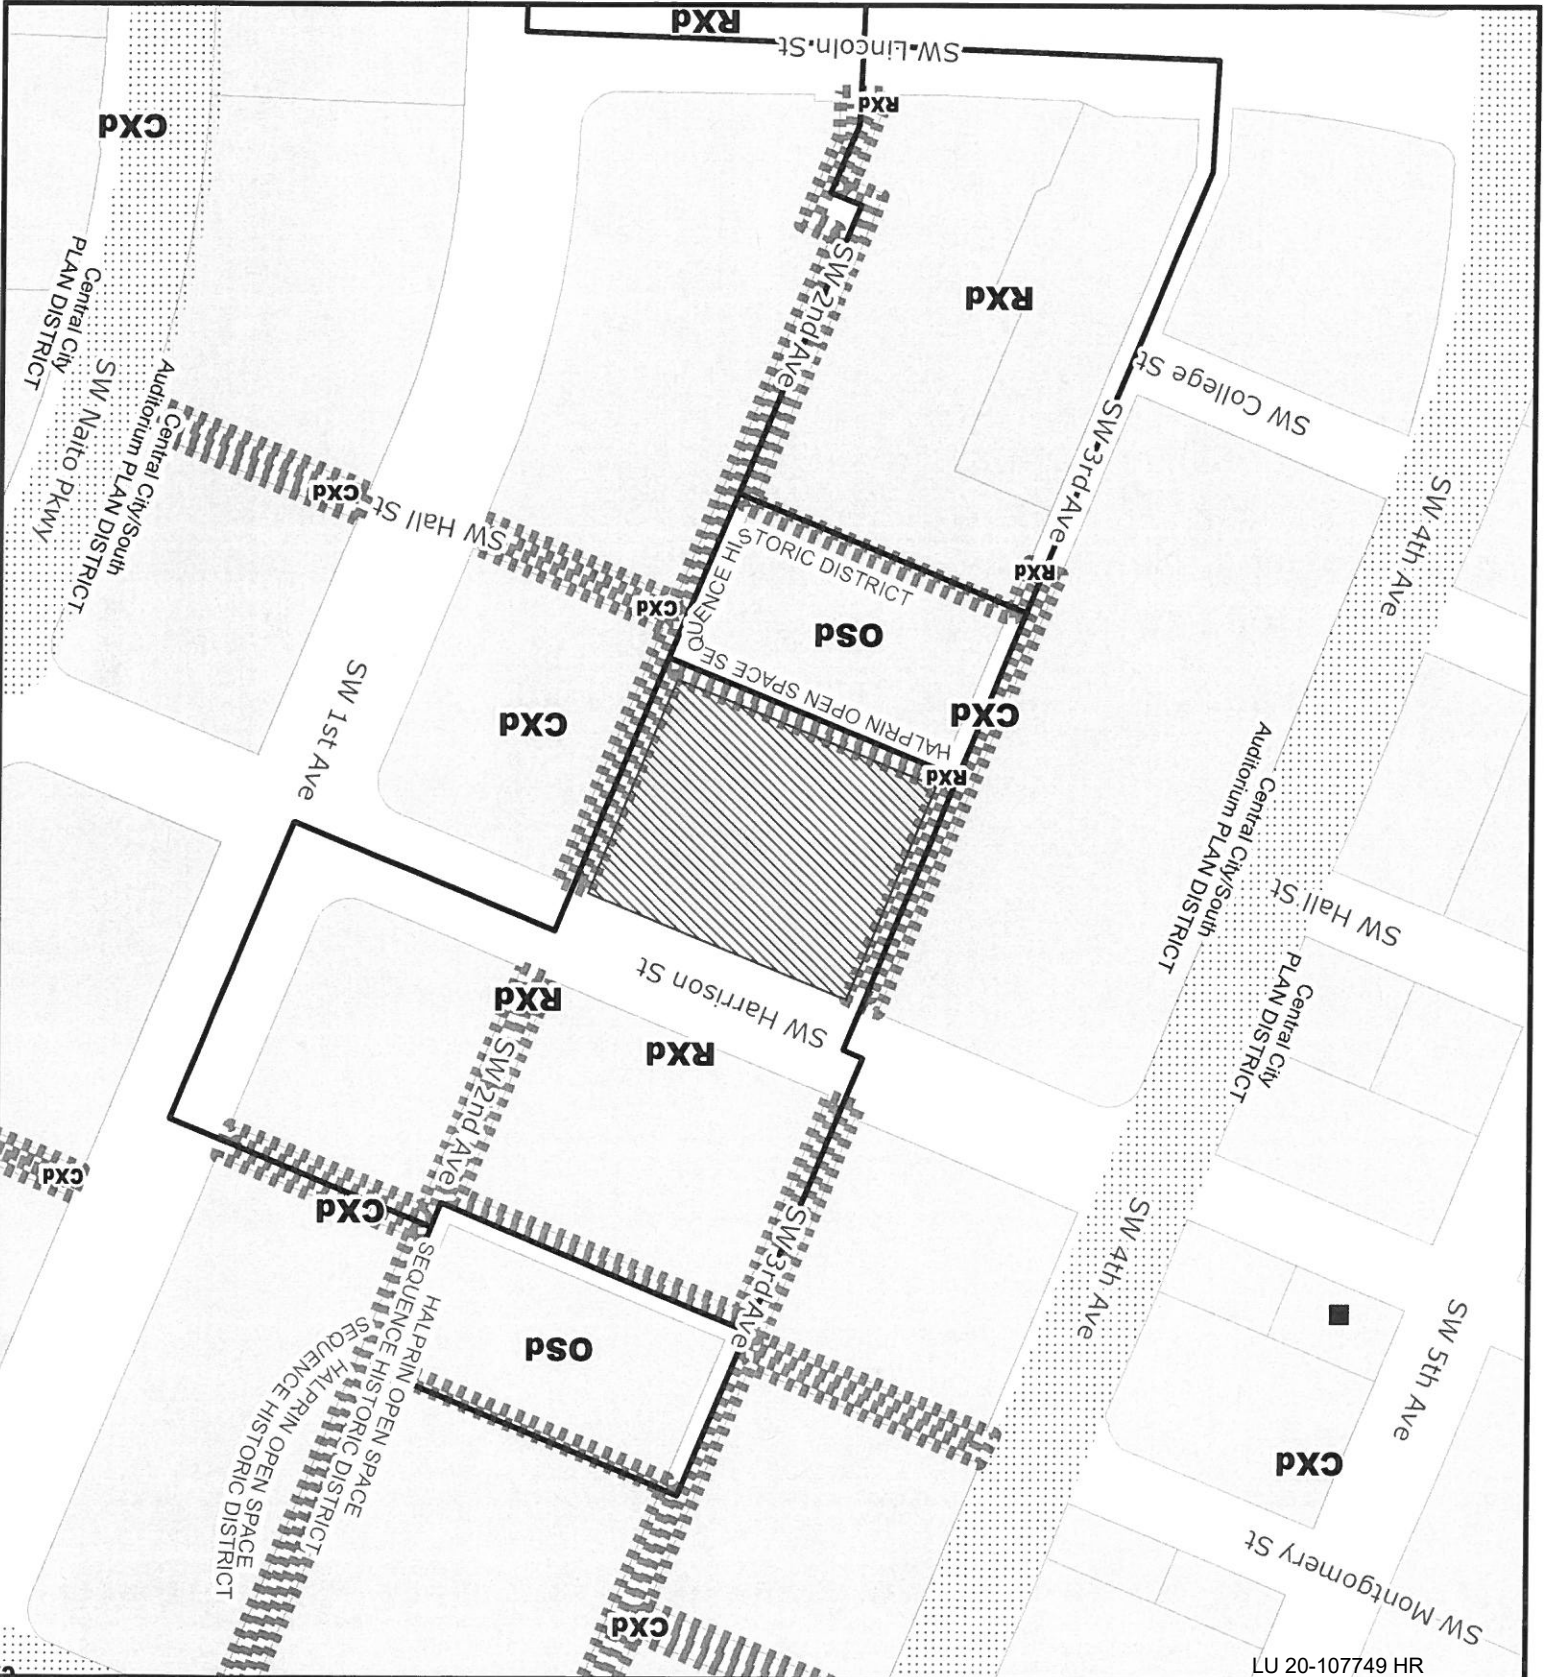 RXd
SW Lincoln St
RXd
CXd
Central City
PLAN DISTRICT
SW 2nd Ave
RXd
SW Naito Pkwy
Central City/South
Auditorium PLAN DISTRICT
SW College St
CXd
SW Hall St
SW 3rd Ave
SW 4th Ave
RXd
HALPRIN OPEN SPACE SEQUENCE HISTORIC DISTRICT
OSd
CXd
SW 1st Ave
CXd
CXd
RXd
Central City/South
Auditorium PLAN DISTRICT
SW Hall St
Central City
PLAN DISTRICT
SW Harrison St
RXd
RXd
SW 2nd Ave
CXd
CXd
SW 3rd Ave
SW 4th Ave
HALPRIN OPEN SPACE
SEQUENCE HISTORIC DISTRICT
HALPRIN OPEN SPACE
SEQUENCE HISTORIC DISTRICT
OSd
SW 5th Ave
CXd
SW Montgomery St
CXd
LU 20-107749 HR